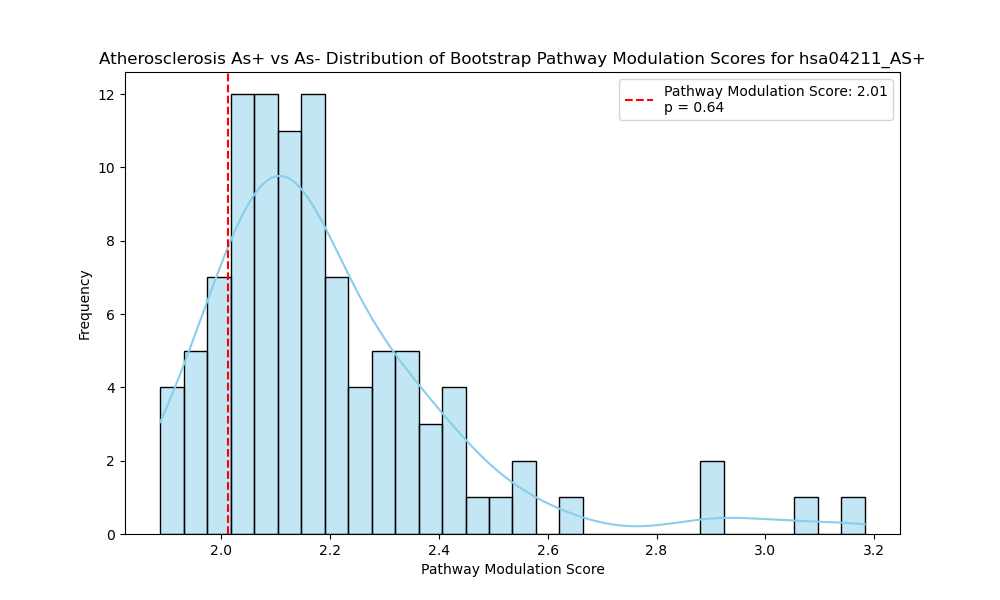 Atherosclerosis As+ vs As- Distribution of Bootstrap Pathway Modulation Scores for hsa04211_AS+
Pathway Modulation Score: 2.01
p = 0.64
12
10
8
6
4
2
0
Frequency
2.0 2.2 2.4 2.6 2.8 3.0 3.2
Pathway Modulation Score